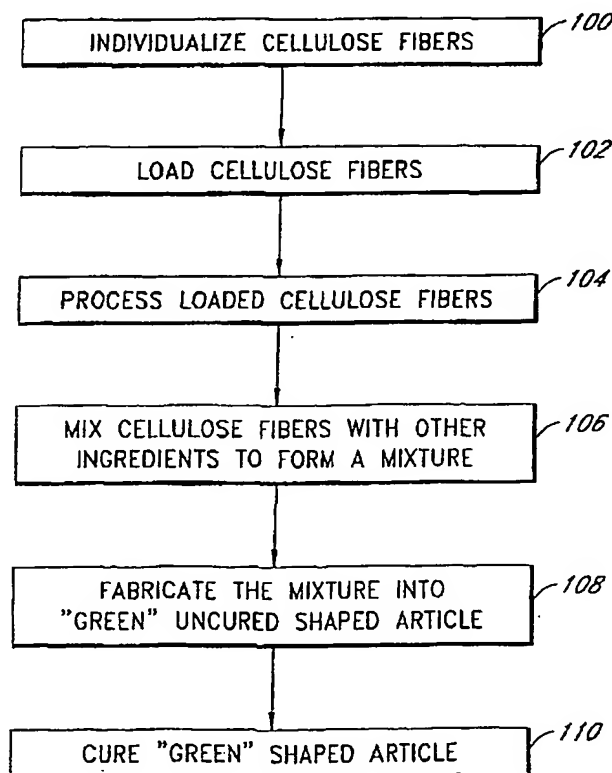 INDIVIDUALIZE CELLULOSE FIBERS
100
LOAD CELLULOSE FIBERS
102
PROCESS LOADED CELLULOSE FIBERS
104
MIX CELLULOSE FIBERS WITH OTHER
INGREDIENTS TO FORM A MIXTURE
106
FABRICATE THE MIXTURE INTO
"GREEN" UNCURED SHAPED ARTICLE
108
CURE "GREEN" SHAPED ARTICLE
110